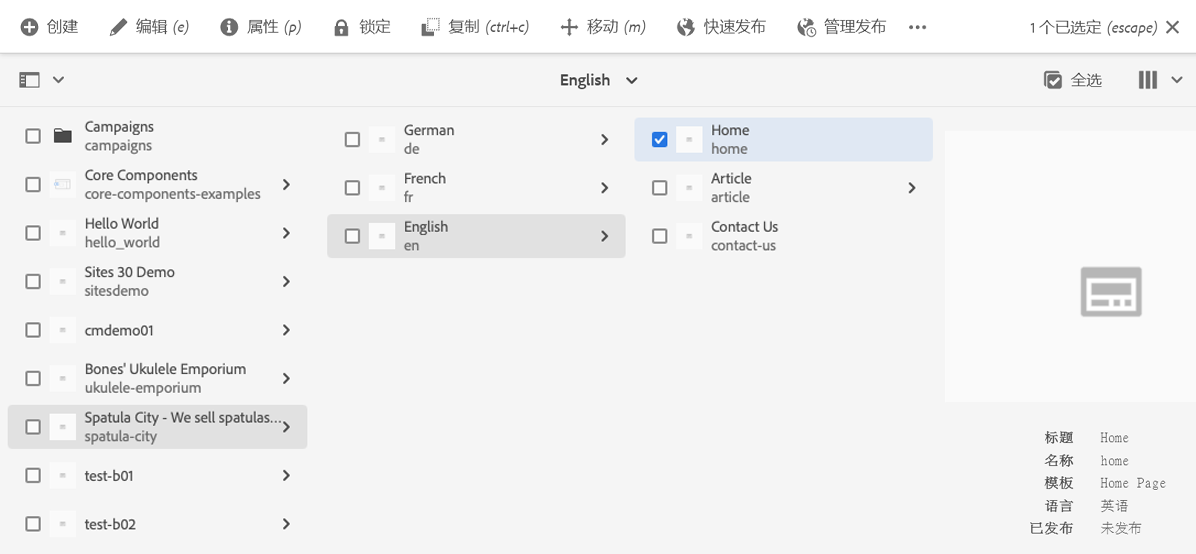 创建 编辑 (e) 属性 (p) 锁定 复制 (ctrl+c) 移动 (m) 快速发布 管理发布 1 个已选定 (escape)
English 全选
Campaigns
campaigns
Core Components
core-components-examples
Hello World
hello_world
Sites 30 Demo
sitesdemo
cmdemo01
Bones' Ukulele Emporium
ukulele-emporium
Spatula City - We sell spatulas...
spatula-city
test-b01
test-b02
German
de
French
fr
English
en
Home
home
Article
article
Contact Us
contact-us
标题 Home
名称 home
模板 Home Page
语言 英语
已发布 未发布